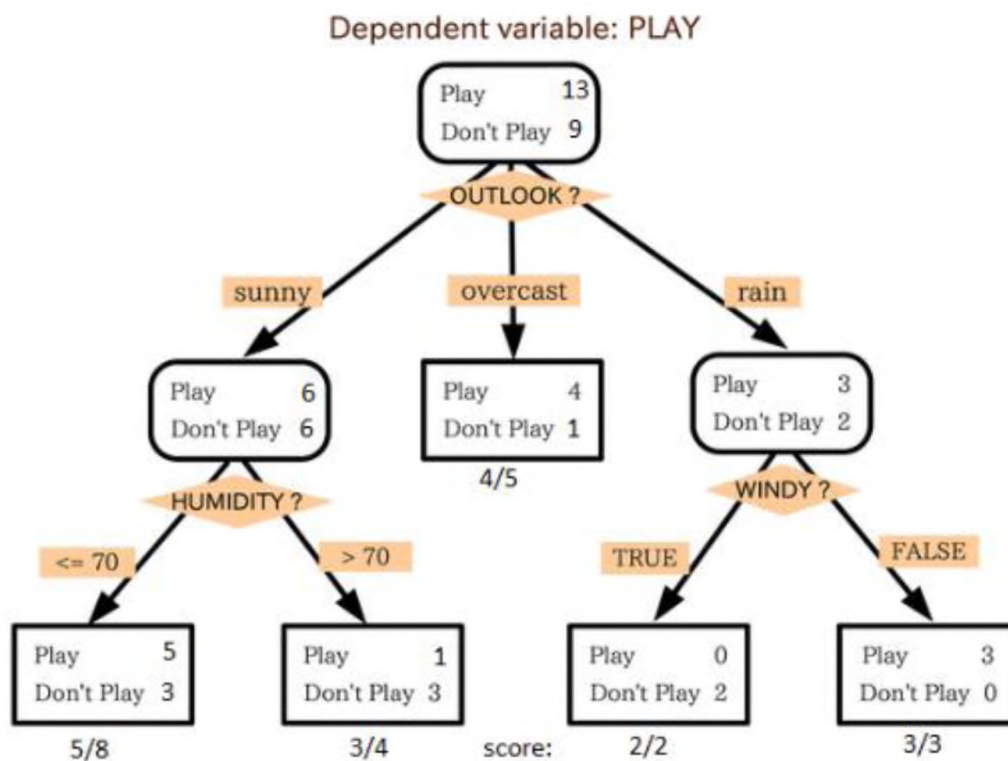 Dependent variable: PLAY
Play 13
Don't Play 9
OUTLOOK ?
sunny
overcast
rain
Play 6
Don't Play 6
Play 4
Don't Play 1
4/5
Play 3
Don't Play 2
HUMIDITY ?
WINDY ?
<= 70
> 70
TRUE
FALSE
Play 5
Don't Play 3
Play 1
Don't Play 3
Play 0
Don't Play 2
Play 3
Don't Play 0
5/8
3/4
score:
2/2
3/3